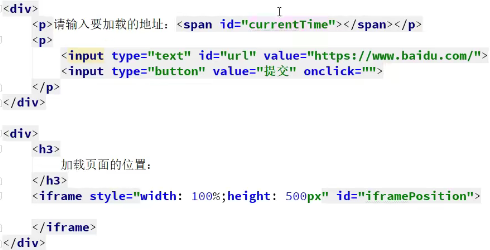 <div>
<p>请输入要加载的地址：<span id="currentTime"></span></p>
<p>
<input type="text" id="url" value="https://www.baidu.com/">
<input type="button" value="提交" onclick="">
</p>
</div>
<div>
<h3>
加载页面的位置：
</h3>
<iframe style="width: 100%;height: 500px" id="iframePosition">
</iframe>
</div>